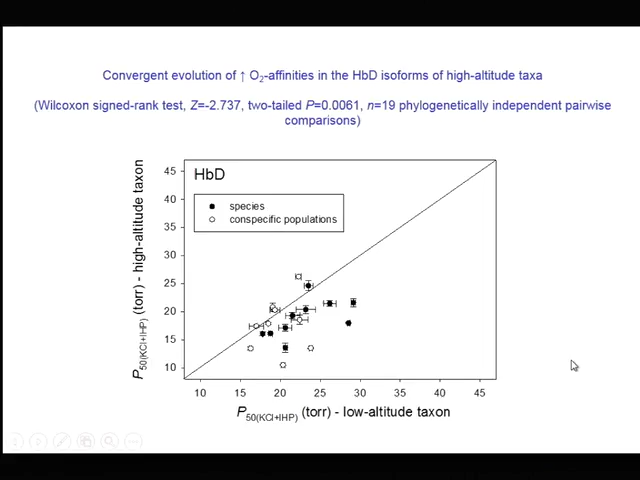 Convergent evolution of ↑ O₂-affinities in the HbD isoforms of high-altitude taxa
(Wilcoxon signed-rank test, Z=-2.737, two-tailed P=0.0061, n=19 phylogenetically independent pairwise
comparisons)
HbD
species
conspecific populations
P50(KCl+IHP) (torr) - high-altitude taxon
45
40
35
30
25
20
15
10
10 15 20 25 30 35 40 45
P50(KCl+IHP) (torr) - low-altitude taxon